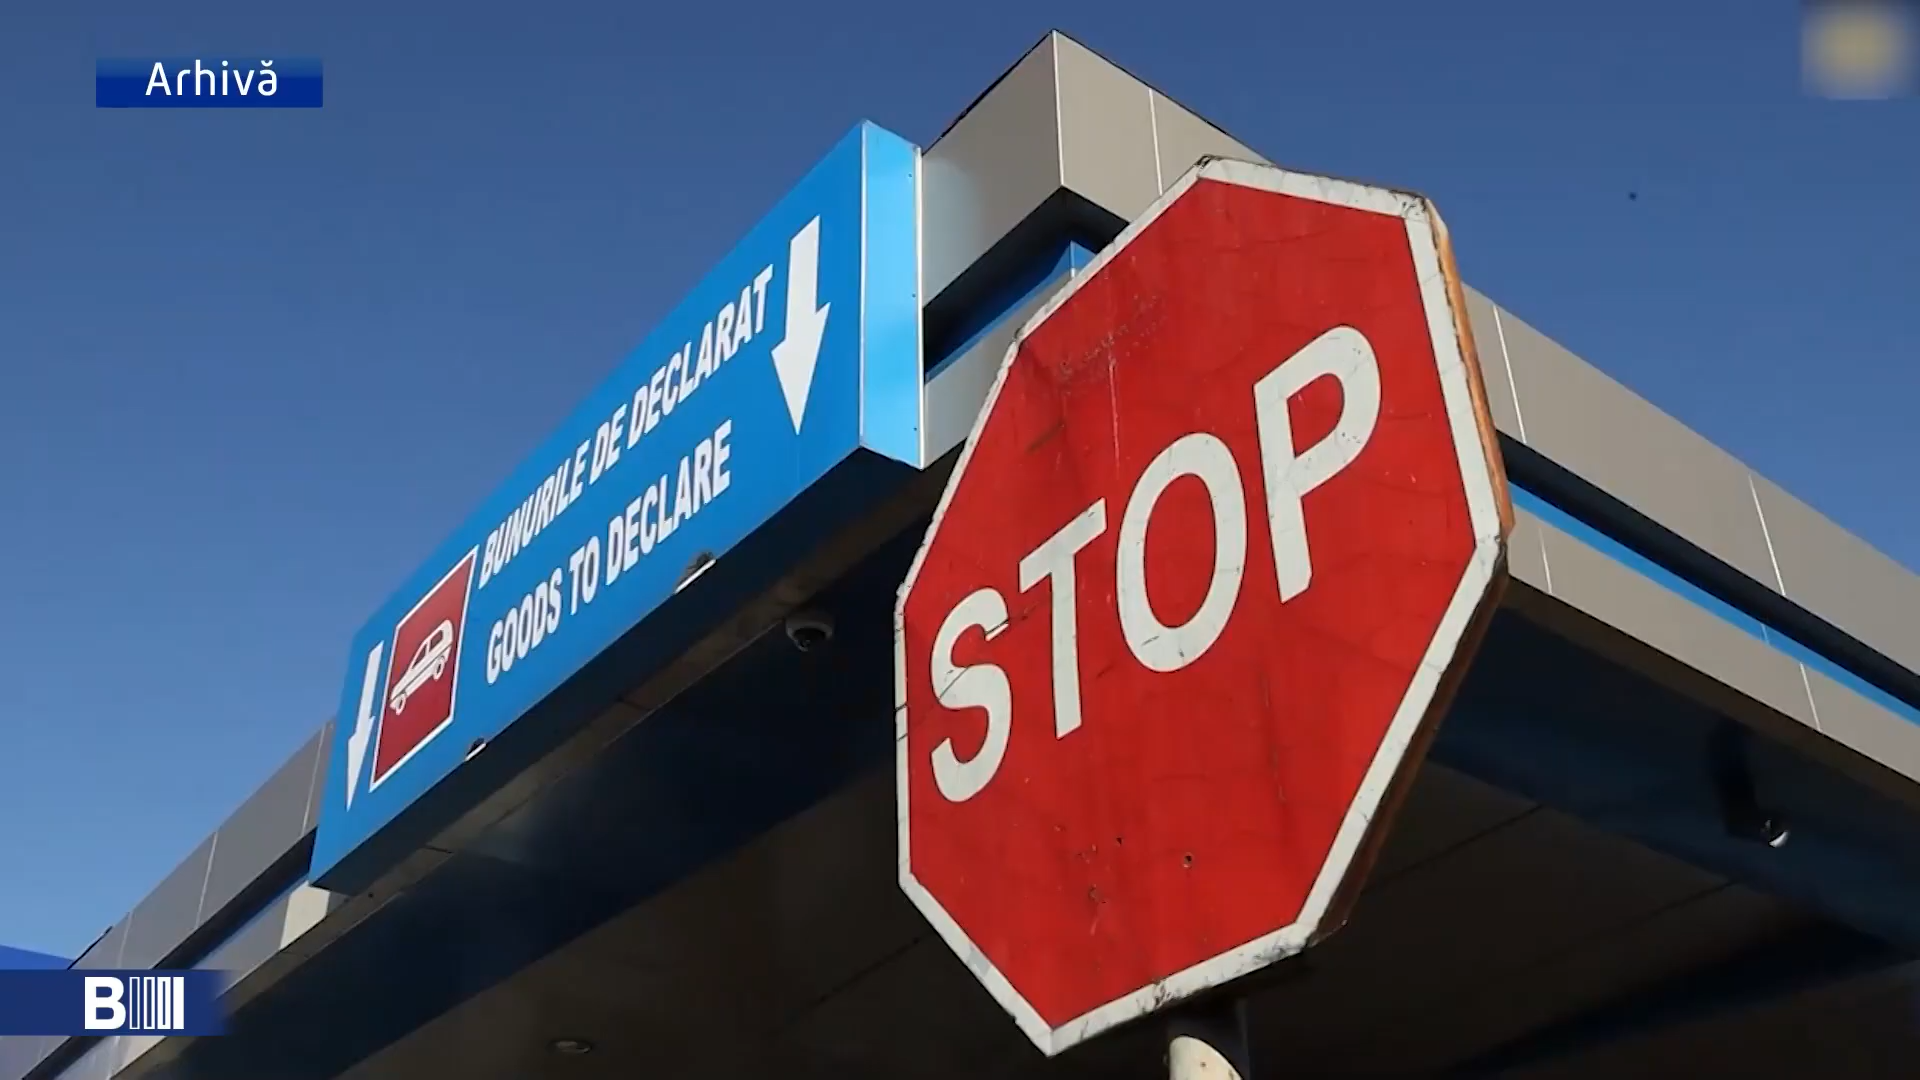 Arhivă
BUNURILE DE DECLARAT
GOODS TO DECLARE
STOP
B